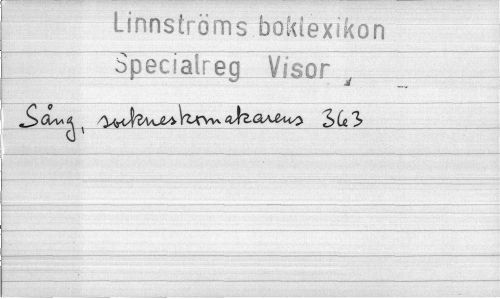 Linnströms boklexikon
Specialreg Visor
Sång, sockneskomakarens 363